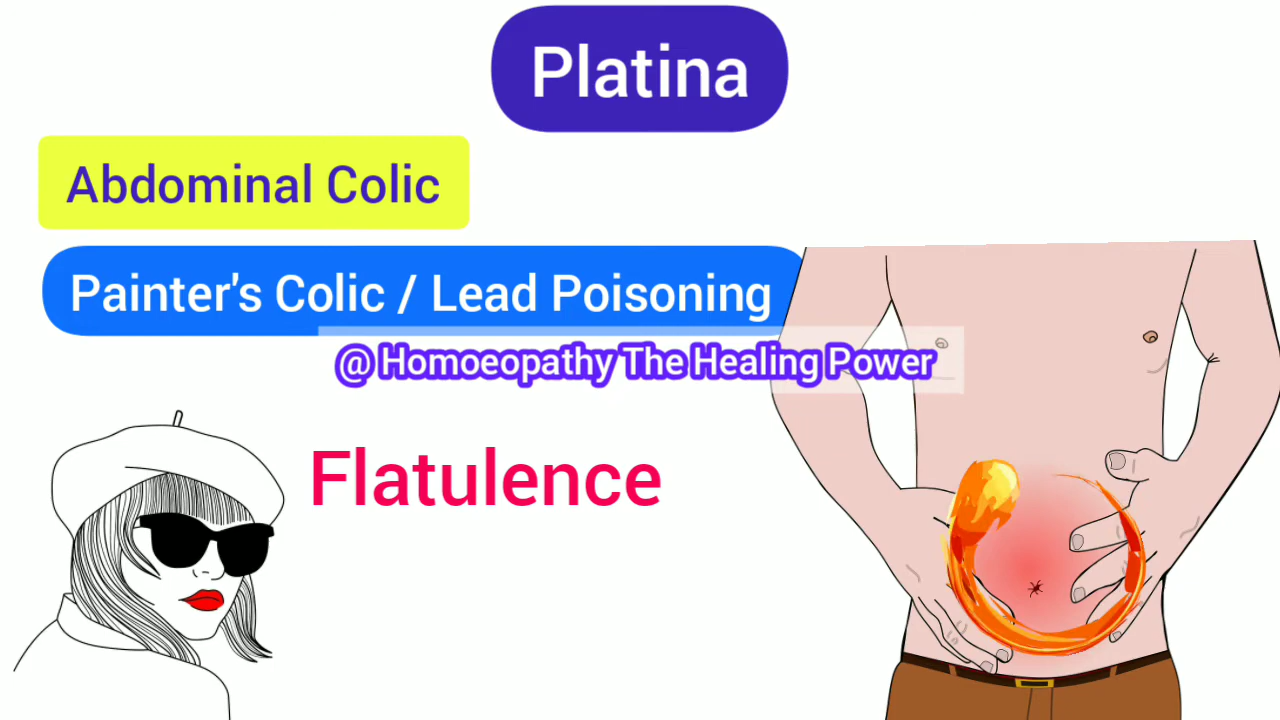 Platina
Abdominal Colic
Painter's Colic / Lead Poisoning
@ Homoeopathy The Healing Power
Flatulence